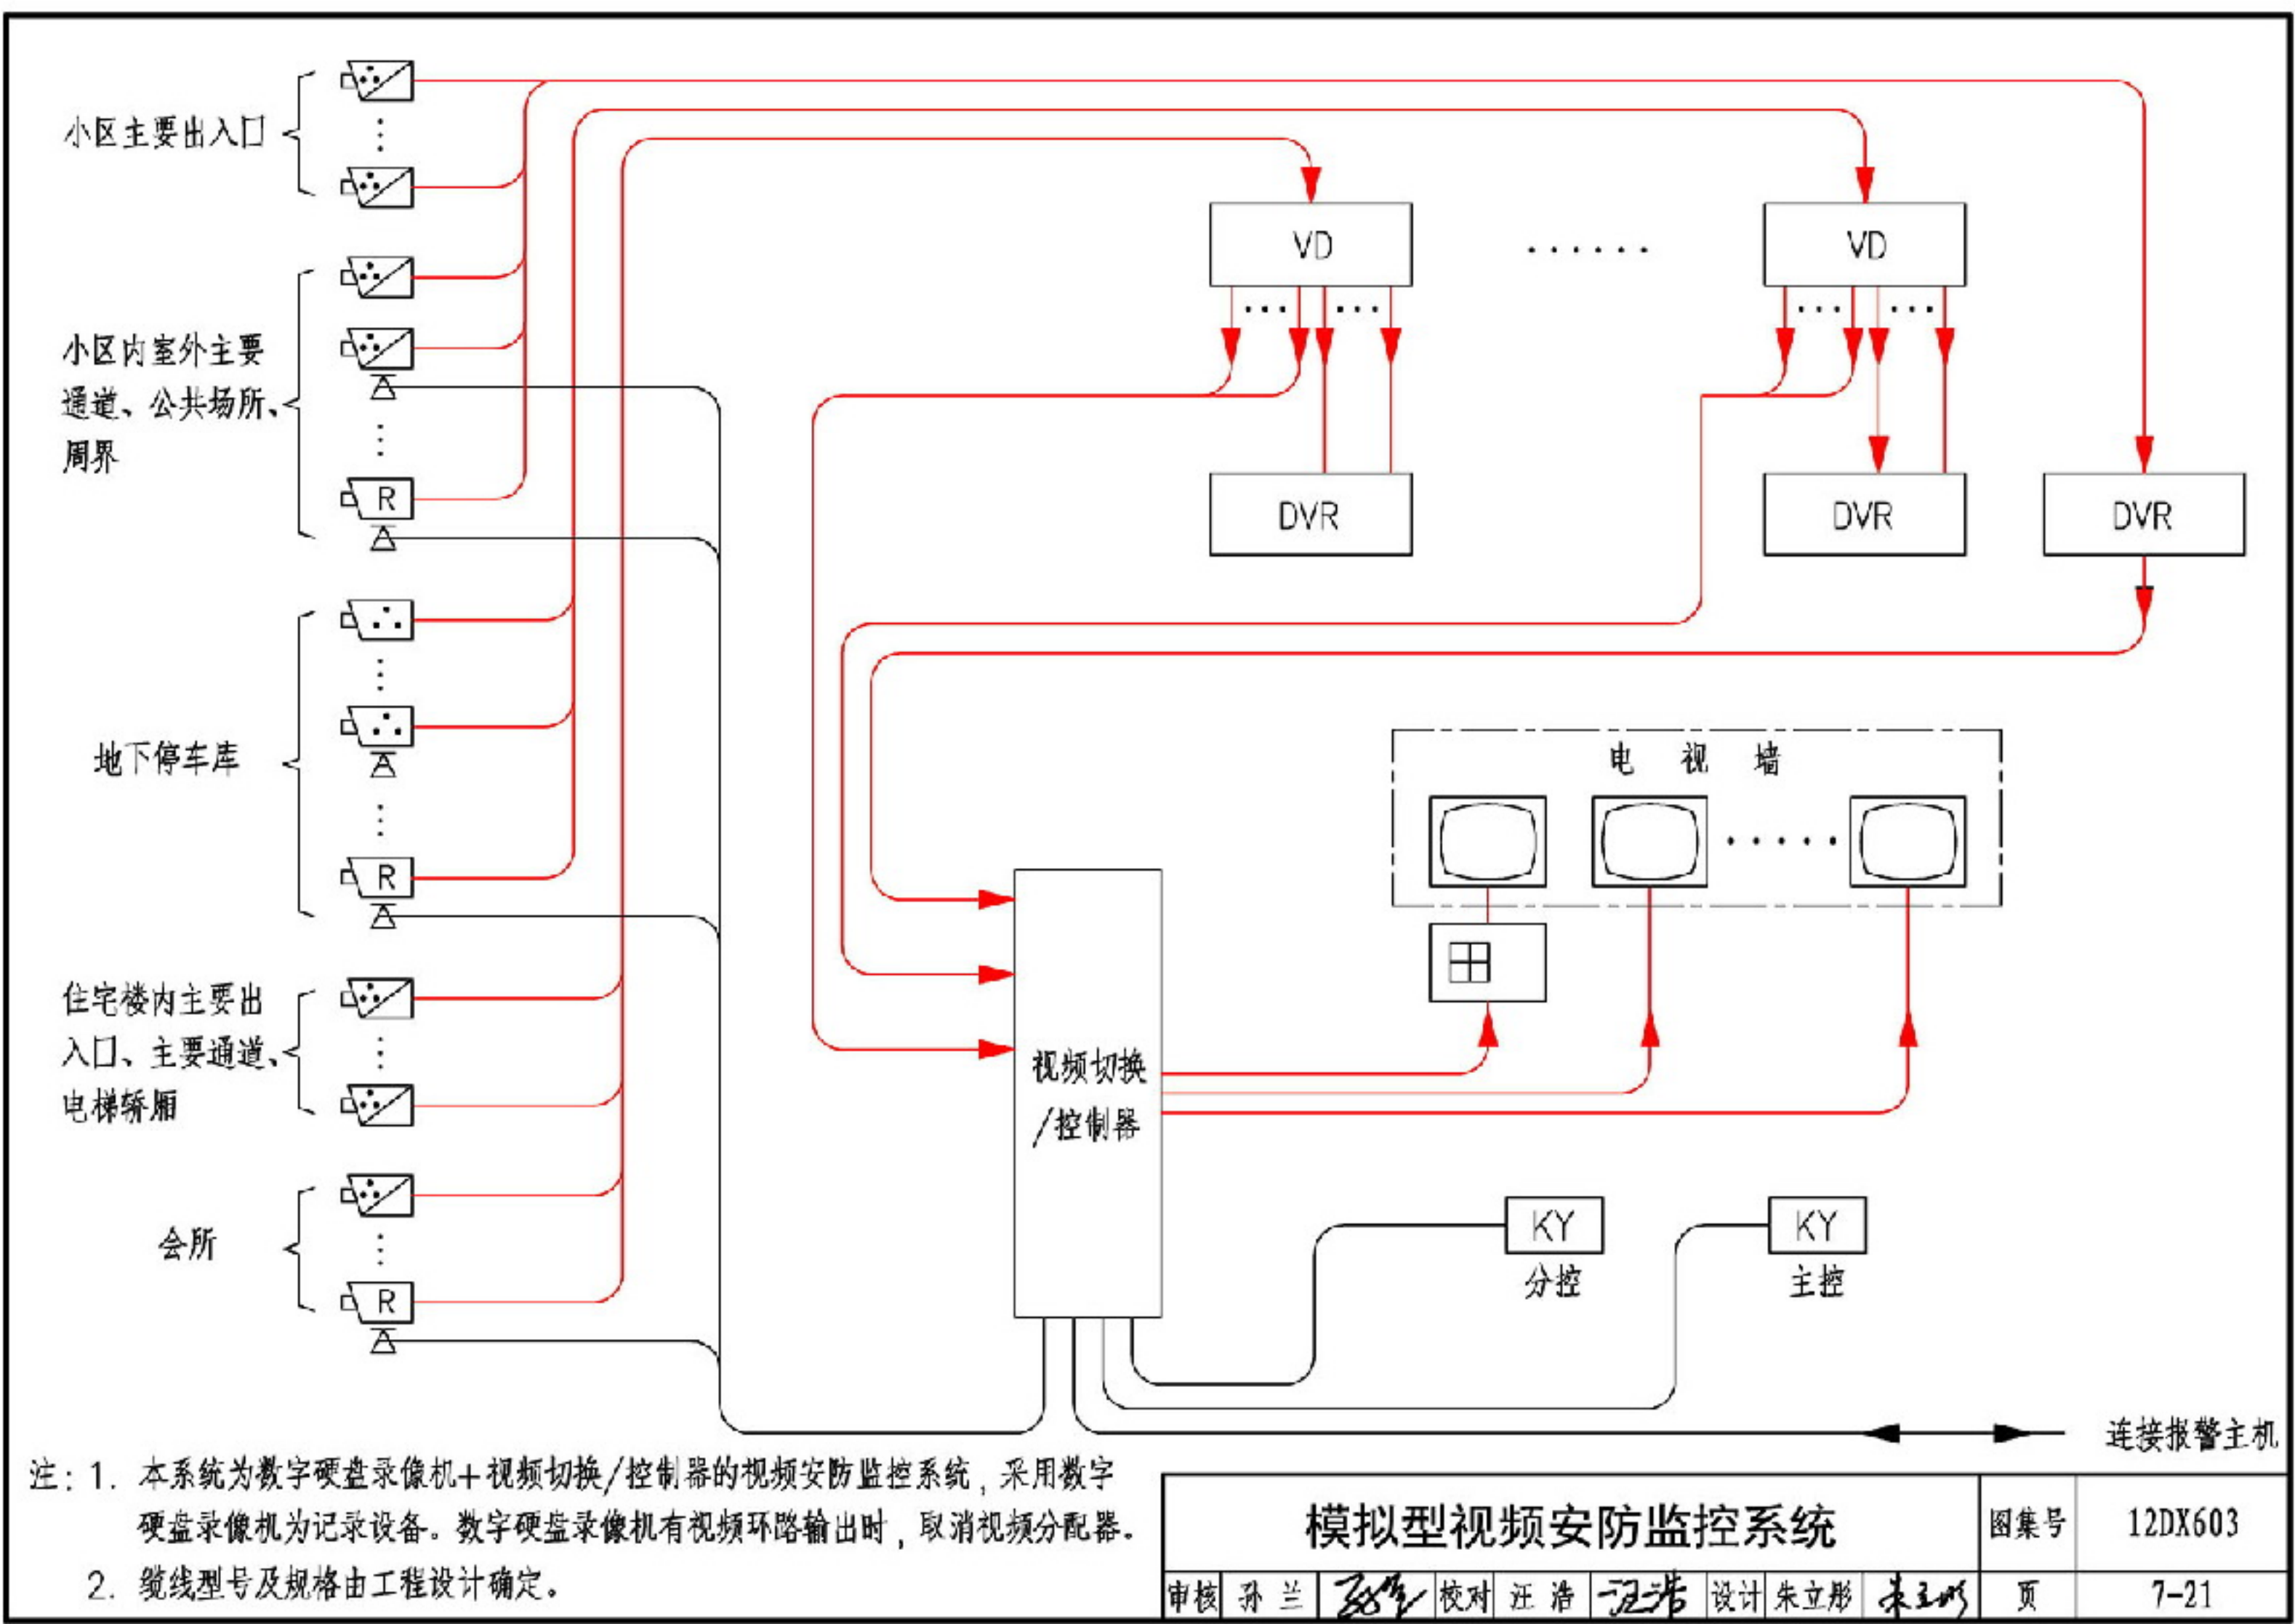 小区主要出入口
小区内室外主要
通道、公共场所、
周界
R
地下停车库
R
住宅楼内主要出
入口、主要通道、
电梯轿厢
会所
R
VD
VD
DVR
DVR
DVR
电视墙
视频切换
/控制器
KY
分控
KY
主控
连接报警主机
注：1. 本系统为数字硬盘录像机+视频切换/控制器的视频安防监控系统，采用数字
硬盘录像机为记录设备。数字硬盘录像机有视频环路输出时，取消视频分配器。
2. 缆线型号及规格由工程设计确定。
模拟型视频安防监控系统
图集号
12DX603
审核 孙兰 校对 汪浩 汪浩 设计 朱立彤 朱立彤
页
7-21